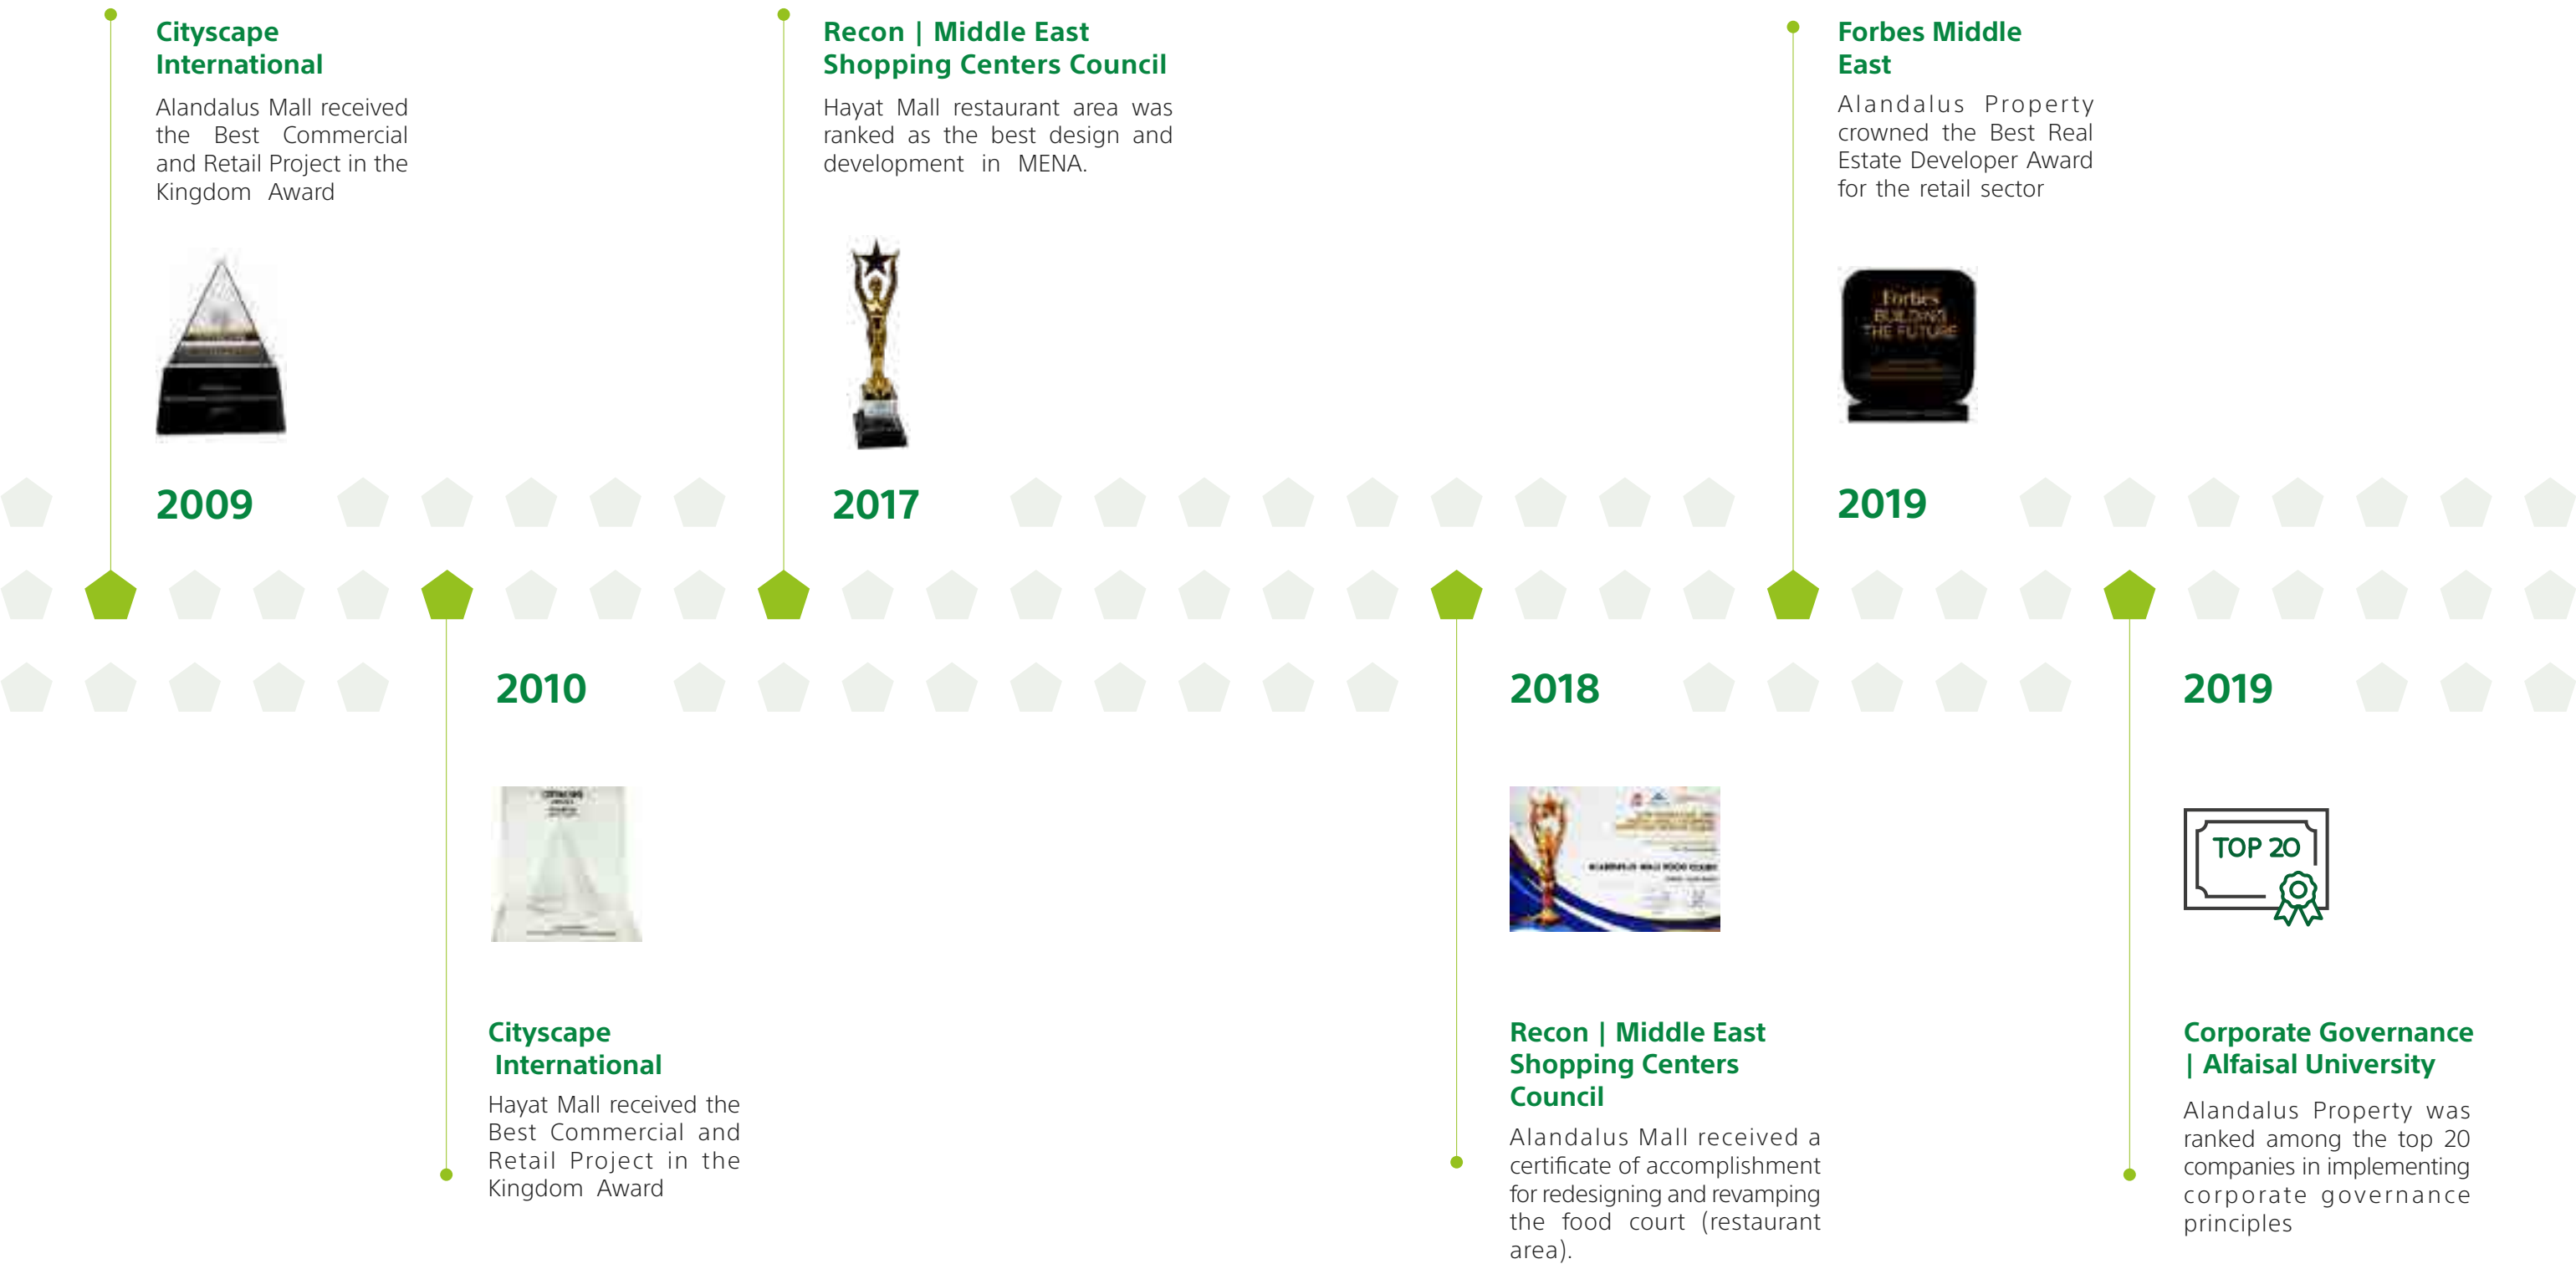 Cityscape
International
Alandalus Mall received
the Best Commercial
and Retail Project in the
Kingdom Award
2009
Cityscape
International
Hayat Mall received the
Best Commercial and
Retail Project in the
Kingdom Award
2010
Recon | Middle East
Shopping Centers Council
Hayat Mall restaurant area was
ranked as the best design and
development in MENA.
2017
2018
ALANDALUS MALL FOOD COURT
Recon | Middle East
Shopping Centers
Council
Alandalus Mall received a
certificate of accomplishment
for redesigning and revamping
the food court (restaurant
area).
Forbes Middle
East
Alandalus Property
crowned the Best Real
Estate Developer Award
for the retail sector
Forbes
BUILDING
THE FUTURE
2019
2019
TOP 20
Corporate Governance
| Alfaisal University
Alandalus Property was
ranked among the top 20
companies in implementing
corporate governance
principles